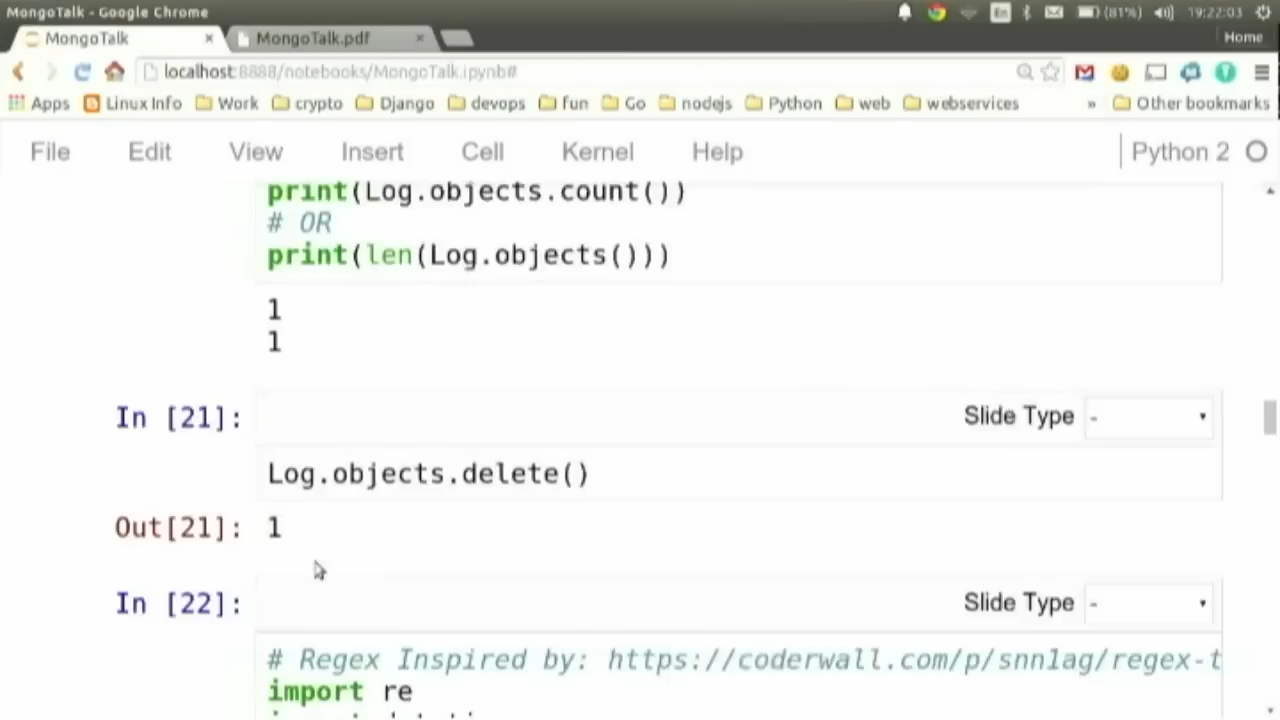 MongoTalk - Google Chrome
En
(81%)
19:22:03
MongoTalk
×
MongoTalk.pdf
×
Home
localhost:8888/notebooks/MongoTalk.ipynb#
Apps
Linux Info
Work
crypto
Django
devops
fun
Go
nodejs
Python
web
webservices
»
Other bookmarks
File
Edit
View
Insert
Cell
Kernel
Help
Python 2
print(Log.objects.count())
# OR
print(len(Log.objects()))
1
1
In [21]:
Slide Type
-
Log.objects.delete()
Out[21]: 1
In [22]:
Slide Type
-
# Regex Inspired by: https://coderwall.com/p/snn1ag/regex-t
import re